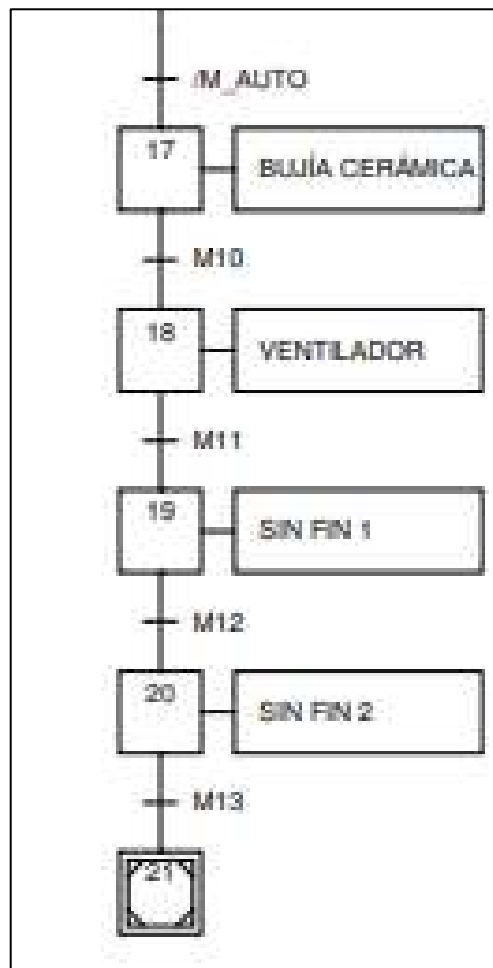 /M_AUTO
17
BUJÍA CERÁMICA
M10
18
VENTILADOR
M11
19
SIN FIN 1
M12
20
SIN FIN 2
M13
21